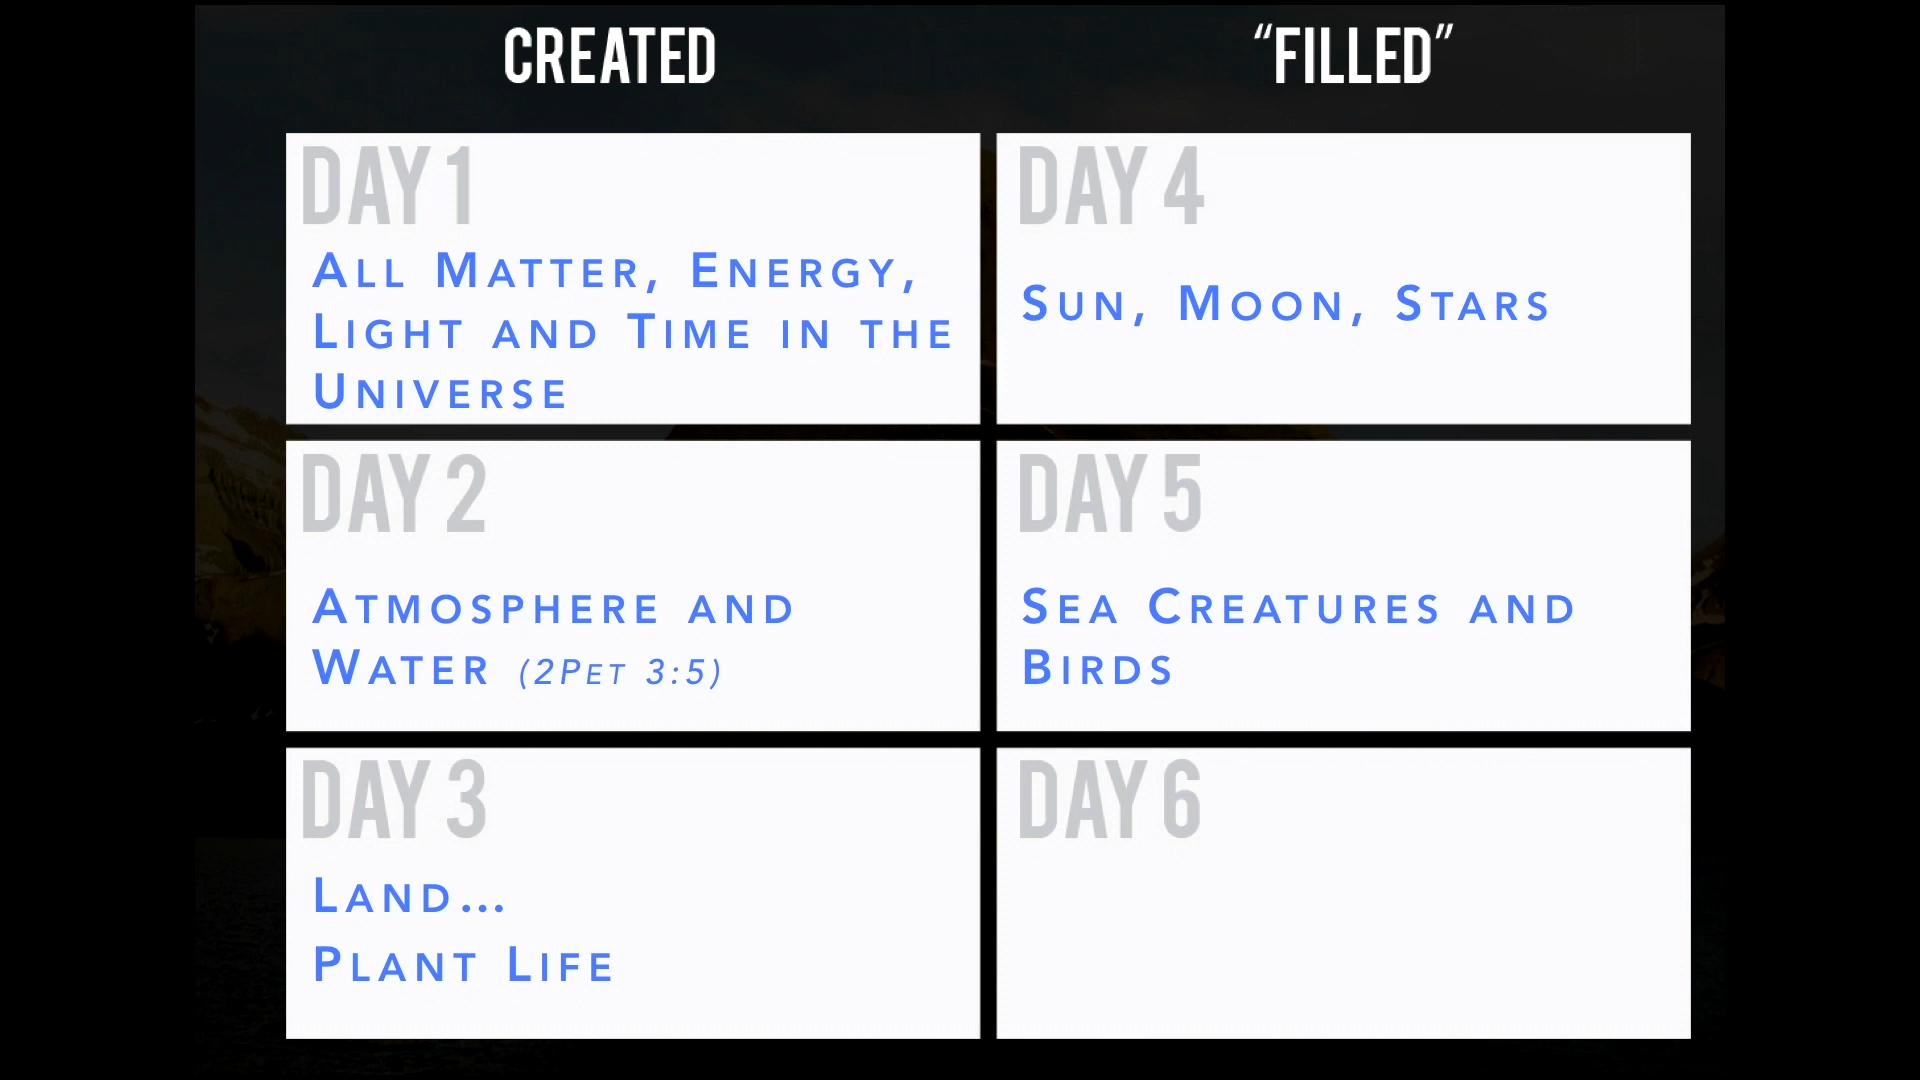 CREATED
"FILLED"
DAY 1
All Matter, Energy,
Light and Time in the
Universe
DAY 4
Sun, Moon, Stars
DAY 2
Atmosphere and
Water (2Pet 3:5)
DAY 5
Sea Creatures and
Birds
DAY 3
Land...
Plant Life
DAY 6